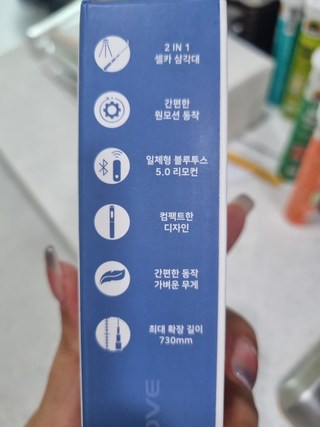 2 IN 1
셀카 삼각대
간편한
원모션 동작
일체형 블루투스
5.0 리모컨
컴팩트한
디자인
간편한 동작
가벼운 무게
최대 확장 길이
730mm